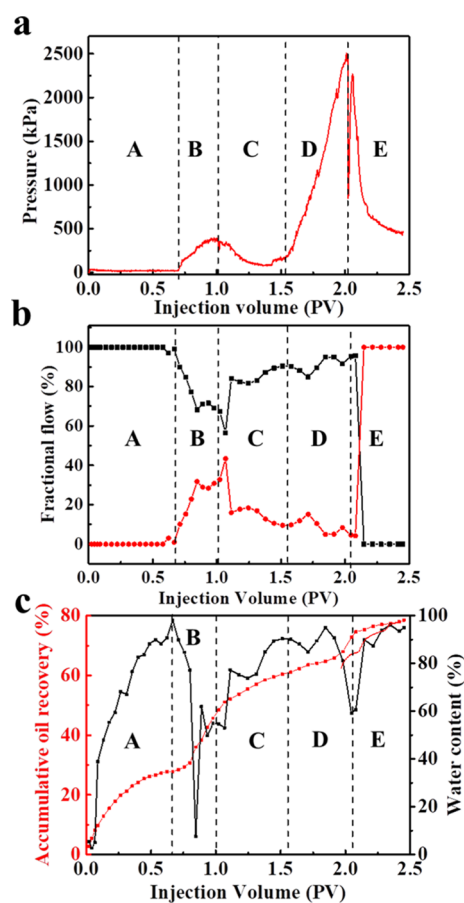 a
2500
2000
1500
1000
500
0
Pressure (kPa)
A B C D E
0.0 0.5 1.0 1.5 2.0 2.5
Injection volume (PV)
b
100
80
60
40
20
0
Fractional flow (%)
A B C D E
0.0 0.5 1.0 1.5 2.0 2.5
Injection Volume (PV)
c
80
60
40
20
0
Accumulative oil recovery (%)
B
A C D E
100
80
60
40
20
0
Water content (%)
0.0 0.5 1.0 1.5 2.0 2.5
Injection Volume (PV)